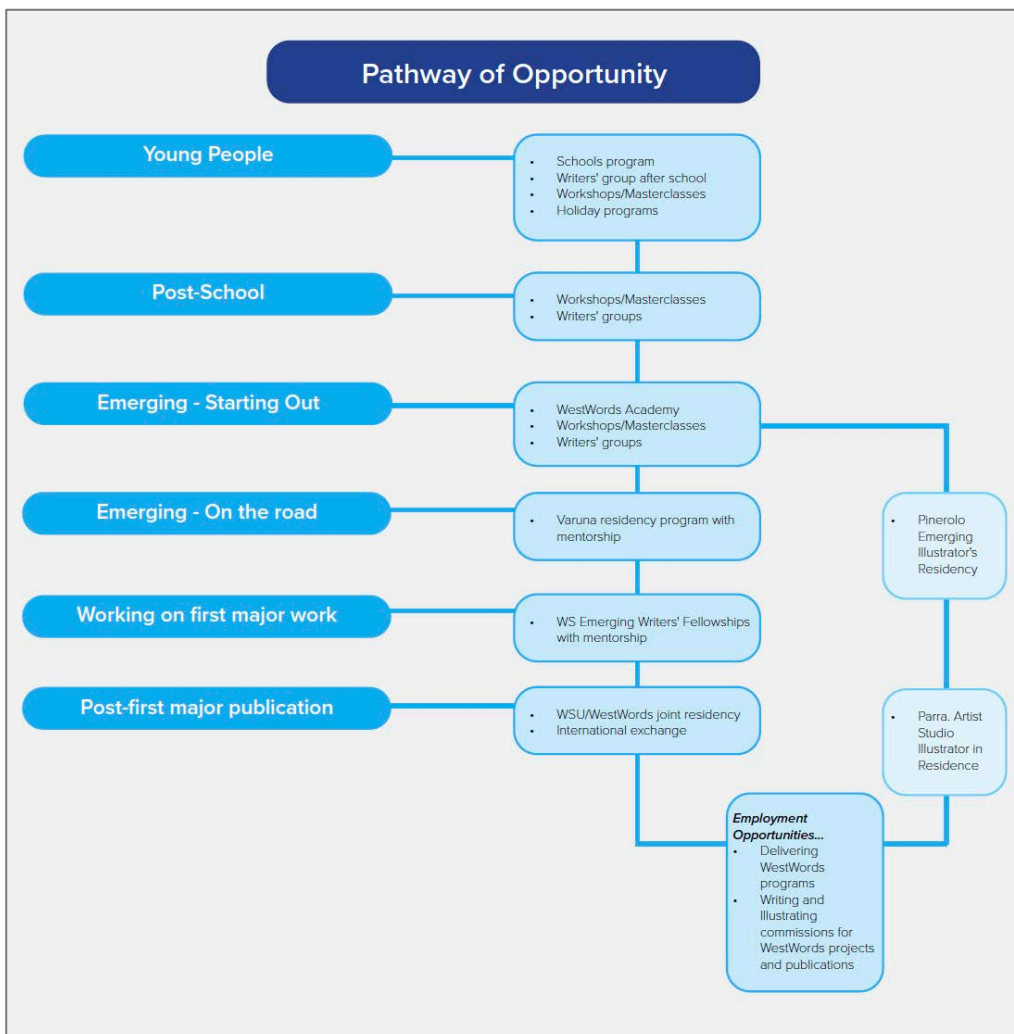 Pathway of Opportunity
Young People
• Schools program
• Writers' group after school
• Workshops/Masterclasses
• Holiday programs
Post-School
• Workshops/Masterclasses
• Writers' groups
Emerging - Starting Out
• WestWords Academy
• Workshops/Masterclasses
• Writers' groups
Emerging - On the road
• Varuna residency program with
mentorship
• Pinerolo
Emerging
Illustrator's
Residency
Working on first major work
• WS Emerging Writers' Fellowships
with mentorship
Post-first major publication
• WSU/WestWords joint residency
• International exchange
• Parra. Artist
Studio
Illustrator in
Residence
Employment
Opportunities...
• Delivering
WestWords
programs
• Writing and
Illustrating
commissions for
WestWords projects
and publications